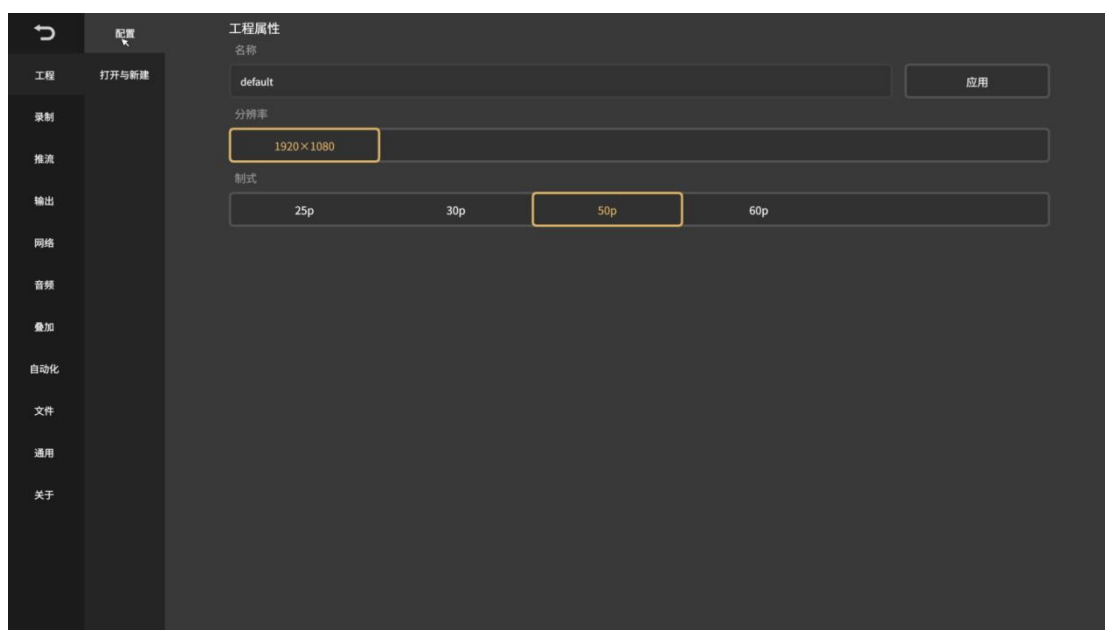 配置
工程
打开与新建
录制
推流
输出
网络
音频
叠加
自动化
文件
通用
关于
工程属性
名称
default
应用
分辨率
1920×1080
制式
25p 30p 50p 60p